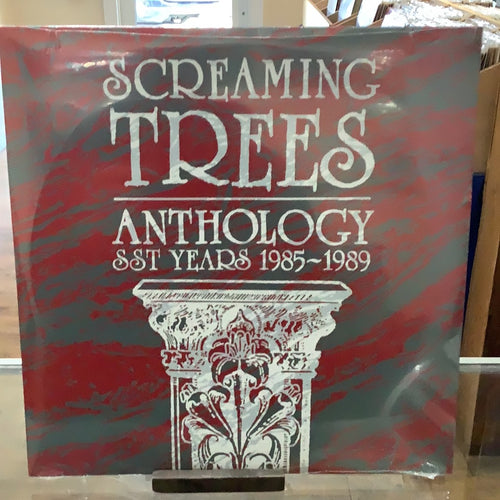 SCREAMING
TREES
ANTHOLOGY
SST YEARS 1985~1989